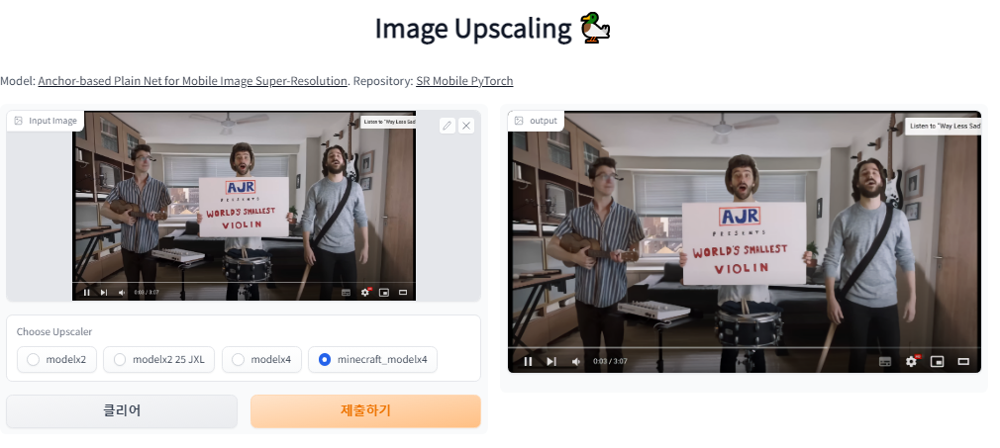 Image Upscaling
Model: Anchor-based Plain Net for Mobile Image Super-Resolution. Repository: SR Mobile PyTorch
Input Image
Listen to "Way Less Sad
AJR
PRESENTS
WORLD'S SMALLEST
VIOLIN
0:03 / 3:07
Choose Upscaler
modelx2
modelx2 25 JXL
modelx4
minecraft_modelx4
클리어
제출하기
output
Listen to "Way Less Sad
AJR
PRESENTS
WORLD'S SMALLEST
VIOLIN
0:03 / 3:07